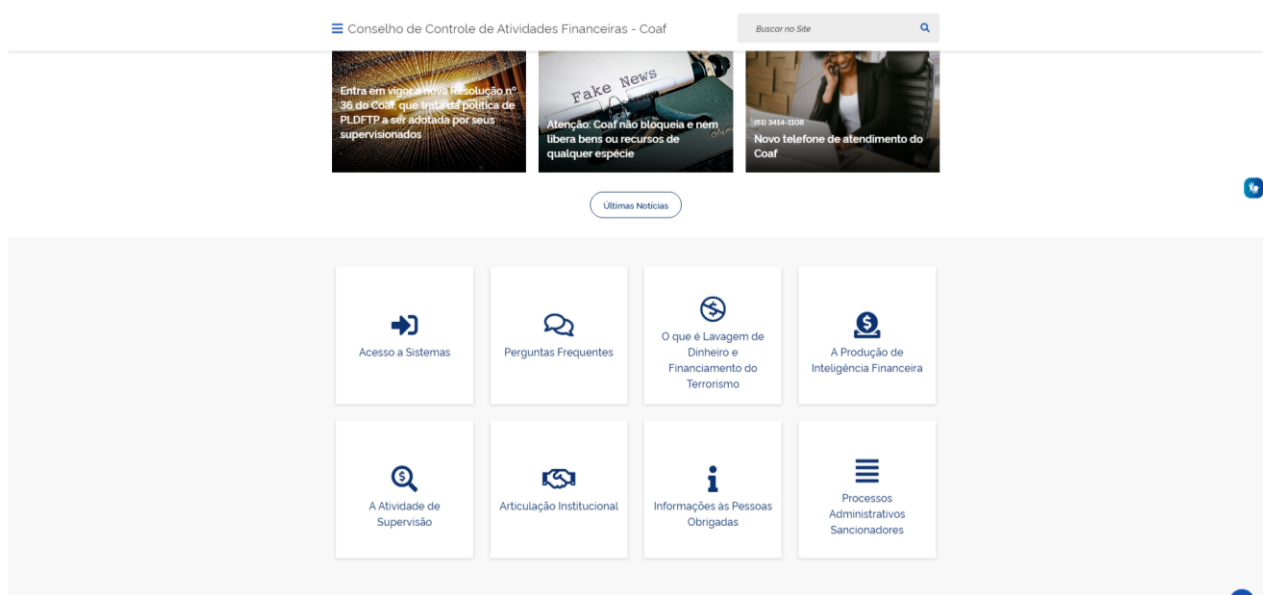 Conselho de Controle de Atividades Financeiras - Coaf
Buscar no Site
Entra em vigor a nova Resolução nº
36 do Coaf, que trata da política de
PLDFTP a ser adotada por seus
supervisionados
Fake News
Atenção: Coaf não bloqueia e nem
libera bens ou recursos de
qualquer espécie
(61) 3414-1108
Novo telefone de atendimento do
Coaf
Últimas Notícias
Acesso a Sistemas
Perguntas Frequentes
O que é Lavagem de
Dinheiro e
Financiamento do
Terrorismo
A Produção de
Inteligência Financeira
A Atividade de
Supervisão
Articulação Institucional
Informações às Pessoas
Obrigadas
Processos
Administrativos
Sancionadores